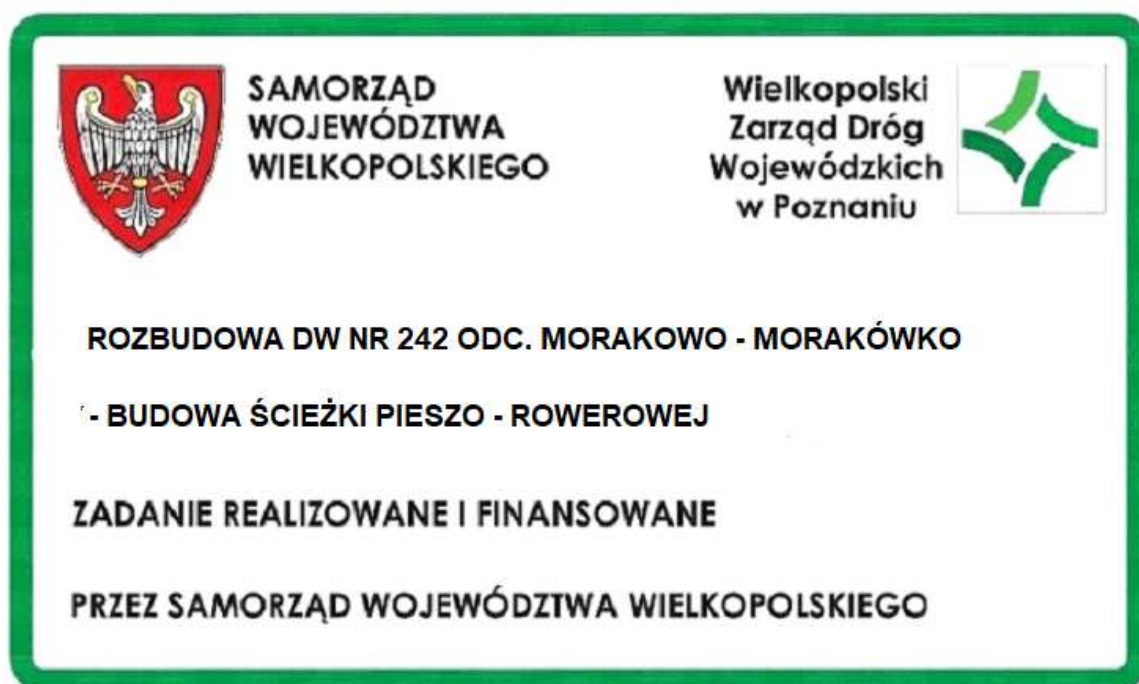 SAMORZĄD
WOJEWÓDZTWA
WIELKOPOLSKIEGO
Wielkopolski
Zarząd Dróg
Wojewódzkich
w Poznaniu
ROZBUDOWA DW NR 242 ODC. MORAKOWO - MORAKÓWKO
- BUDOWA ŚCIEŻKI PIESZO - ROWEROWEJ
ZADANIE REALIZOWANE I FINANSOWANE
PRZEZ SAMORZĄD WOJEWÓDZTWA WIELKOPOLSKIEGO